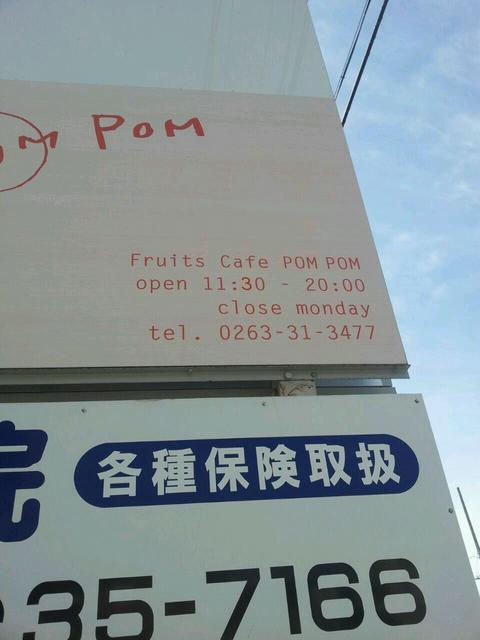 POM
Fruits Cafe POM POM
open 11:30 - 20:00
close monday
tel. 0263-31-3477
院
各種保険取扱
35-7166